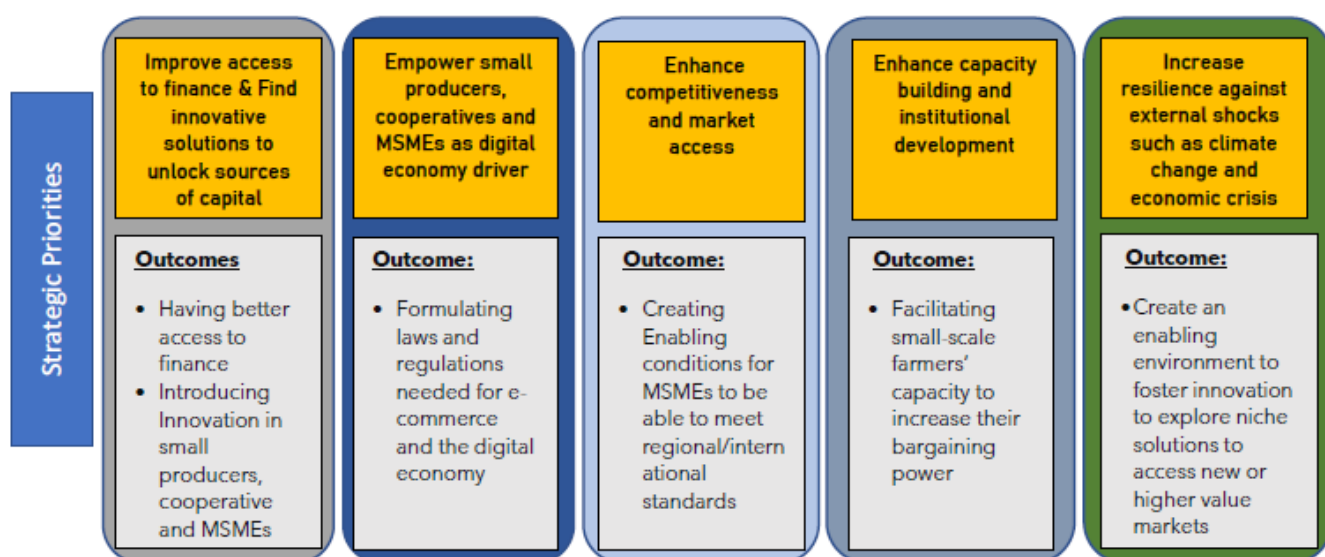 Strategic Priorities
Improve access
to finance & Find
innovative
solutions to
unlock sources
of capital
Outcomes
• Having better
access to
finance
• Introducing
Innovation in
small
producers,
cooperative
and MSMEs
Empower small
producers,
cooperatives and
MSMEs as digital
economy driver
Outcome:
• Formulating
laws and
regulations
needed for e-
commerce
and the digital
economy
Enhance
competitiveness
and market
access
Outcome:
• Creating
Enabling
conditions for
MSMEs to be
able to meet
regional/intern
ational
standards
Enhance capacity
building and
institutional
development
Outcome:
• Facilitating
small-scale
farmers’
capacity to
increase their
bargaining
power
Increase
resilience against
external shocks
such as climate
change and
economic crisis
Outcome:
• Create an
enabling
environment to
foster innovation
to explore niche
solutions to
access new or
higher value
markets